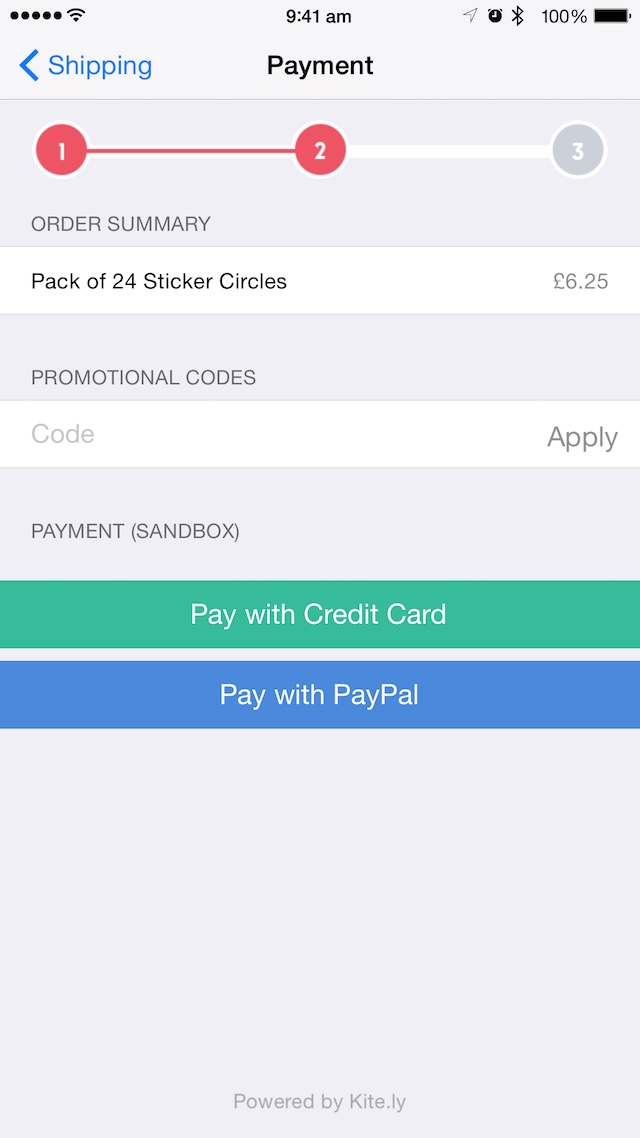 9:41 am 100%
Shipping Payment
1 2 3
ORDER SUMMARY
Pack of 24 Sticker Circles £6.25
PROMOTIONAL CODES
Code Apply
PAYMENT (SANDBOX)
Pay with Credit Card
Pay with PayPal
Powered by Kite.ly